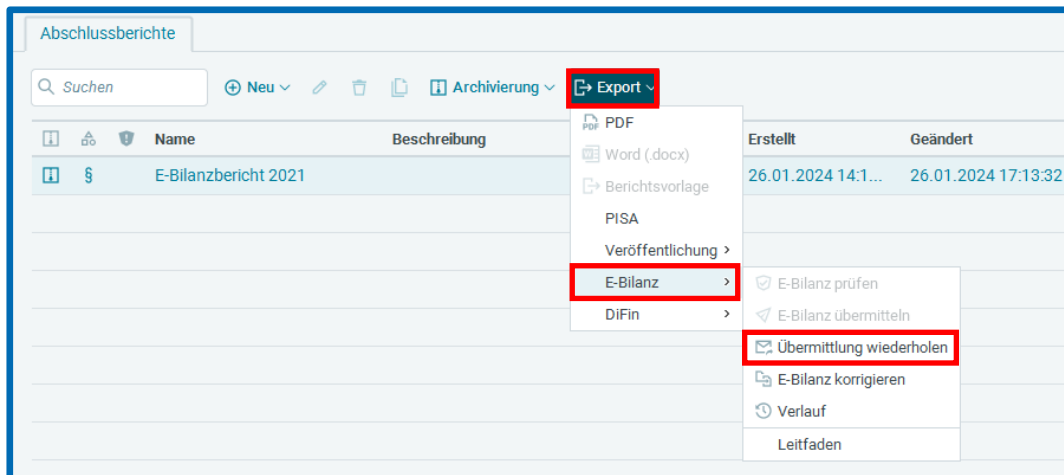 Abschlussberichte
Suchen
Neu
Archivierung
Export
Name
Beschreibung
Erstellt
Geändert
§
E-Bilanzbericht 2021
26.01.2024 14:1...
26.01.2024 17:13:32
PDF
PDF
W
Word (.docx)
Berichtsvorlage
PISA
Veröffentlichung
E-Bilanz
DiFin
E-Bilanz prüfen
E-Bilanz übermitteln
Übermittlung wiederholen
E-Bilanz korrigieren
Verlauf
Leitfaden